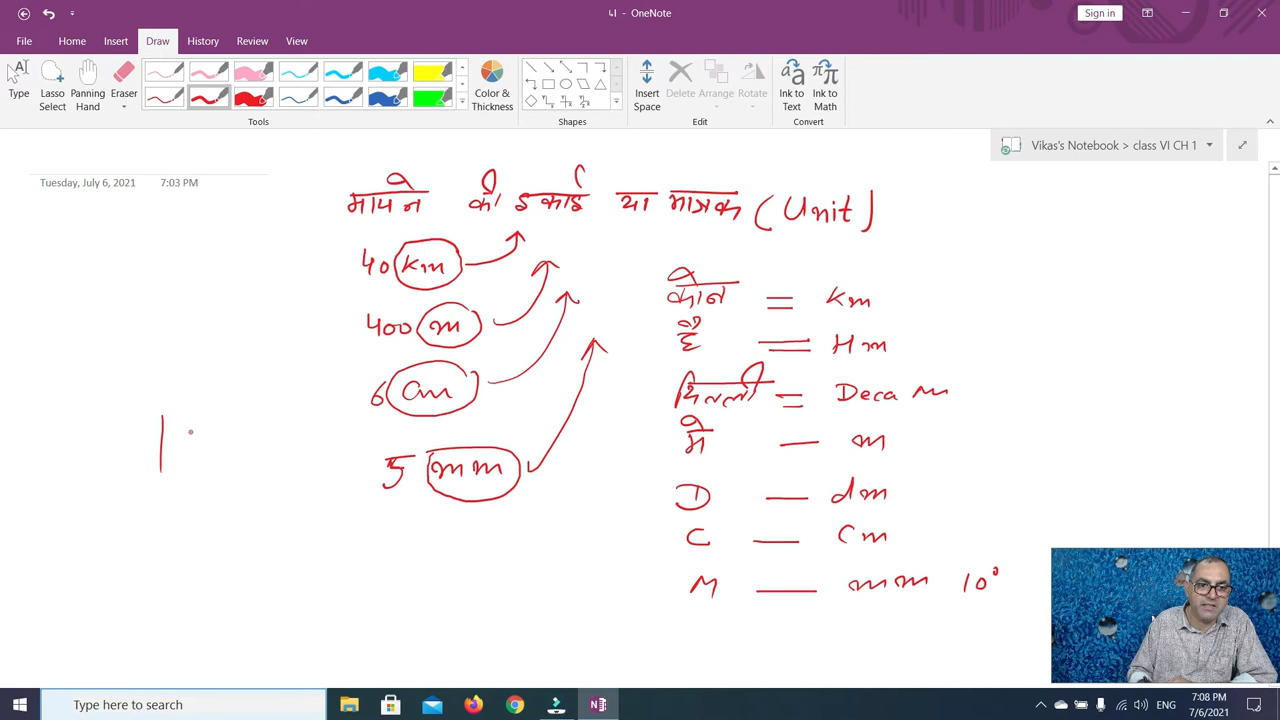 4I - OneNote
Sign in
File Home Insert Draw History Review View
Type
Lasso Select
Panning Hand
Eraser
Color & Thickness
Insert Space
Delete
Arrange
Rotate
Ink to Text
Ink to Math
Tools
Shapes
Edit
Convert
Vikas's Notebook > class VI CH 1
Tuesday, July 6, 2021 7:03 PM
मापने की इकाई या मात्रक (Unit)
40 km
400 m
6 cm
5 mm
= Km
है = Hm
= Deca m
मे — m
D — dm
C — Cm
M — mm 10°
Type here to search
ENG
7:08 PM
7/6/2021